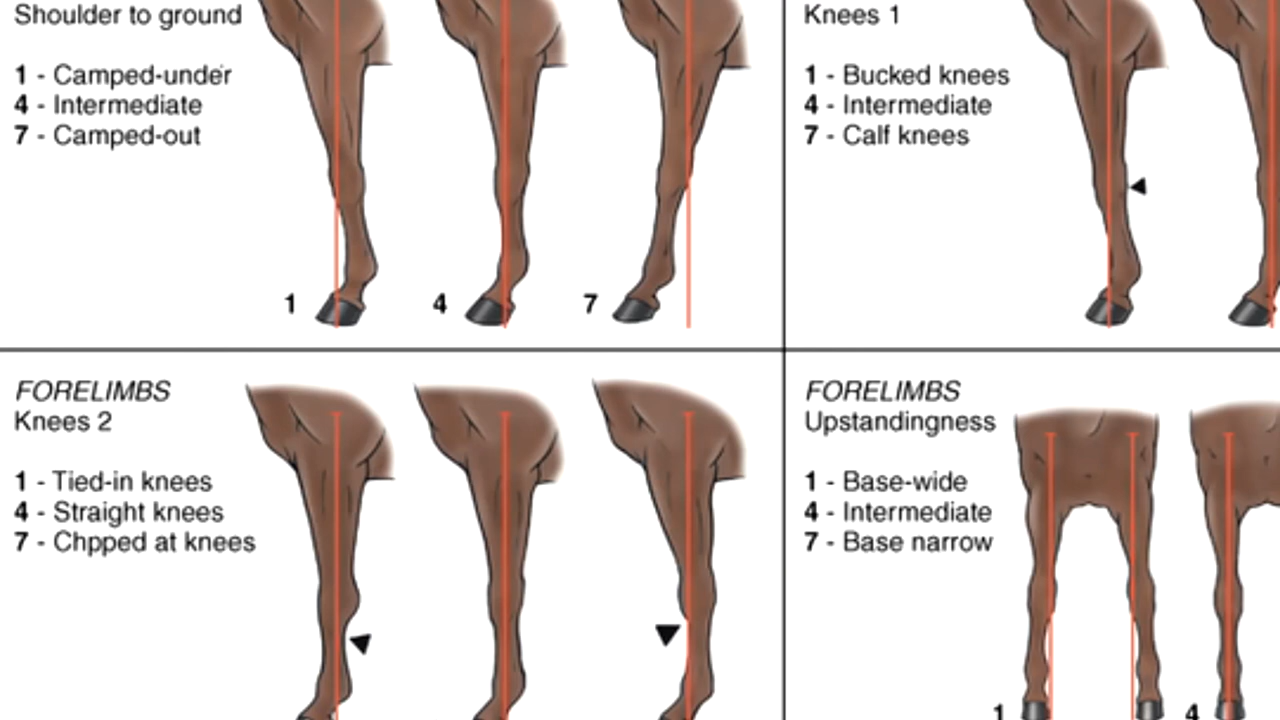 Shoulder to ground
1 - Camped-under
4 - Intermediate
7 - Camped-out
1
4
7
Knees 1
1 - Bucked knees
4 - Intermediate
7 - Calf knees
FORELIMBS
Knees 2
1 - Tied-in knees
4 - Straight knees
7 - Chpped at knees
FORELIMBS
Upstandingness
1 - Base-wide
4 - Intermediate
7 - Base narrow
1
4